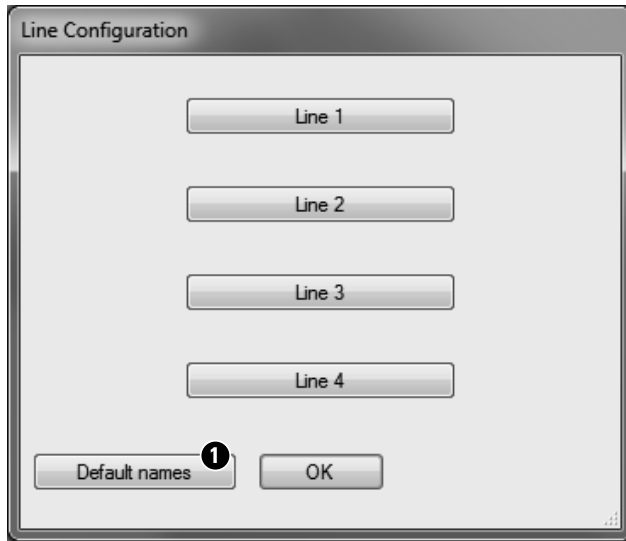 Line Configuration
Line 1
Line 2
Line 3
Line 4
1
Default names
OK